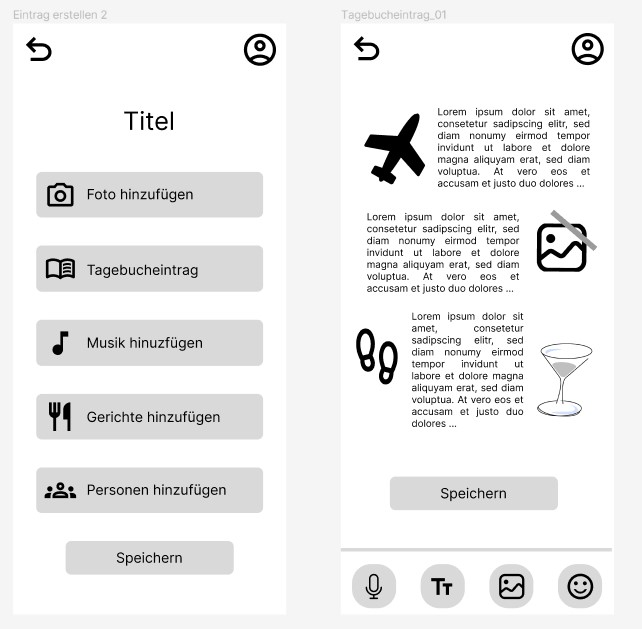 Eintrag erstellen 2
Titel
Foto hinzufügen
Tagebucheintrag
Musik hinuzfügen
Gerichte hinzufügen
Personen hinzufügen
Speichern
Tagebucheintrag_01
Lorem ipsum dolor sit amet,
consetetur sadipscing elitr, sed
diam nonumy eirmod tempor
invidunt ut labore et dolore
magna aliquyam erat, sed diam
voluptua. At vero eos et
accusam et justo duo dolores ...
Lorem ipsum dolor sit amet,
consetetur sadipscing elitr, sed
diam nonumy eirmod tempor
invidunt ut labore et dolore
magna aliquyam erat, sed diam
voluptua. At vero eos et
accusam et justo duo dolores ...
Lorem ipsum dolor sit
amet, consetetur
sadipscing elitr, sed
diam nonumy eirmod
tempor invidunt ut
labore et dolore magna
aliquyam erat, sed diam
voluptua. At vero eos et
accusam et justo duo
dolores ...
Speichern
TT